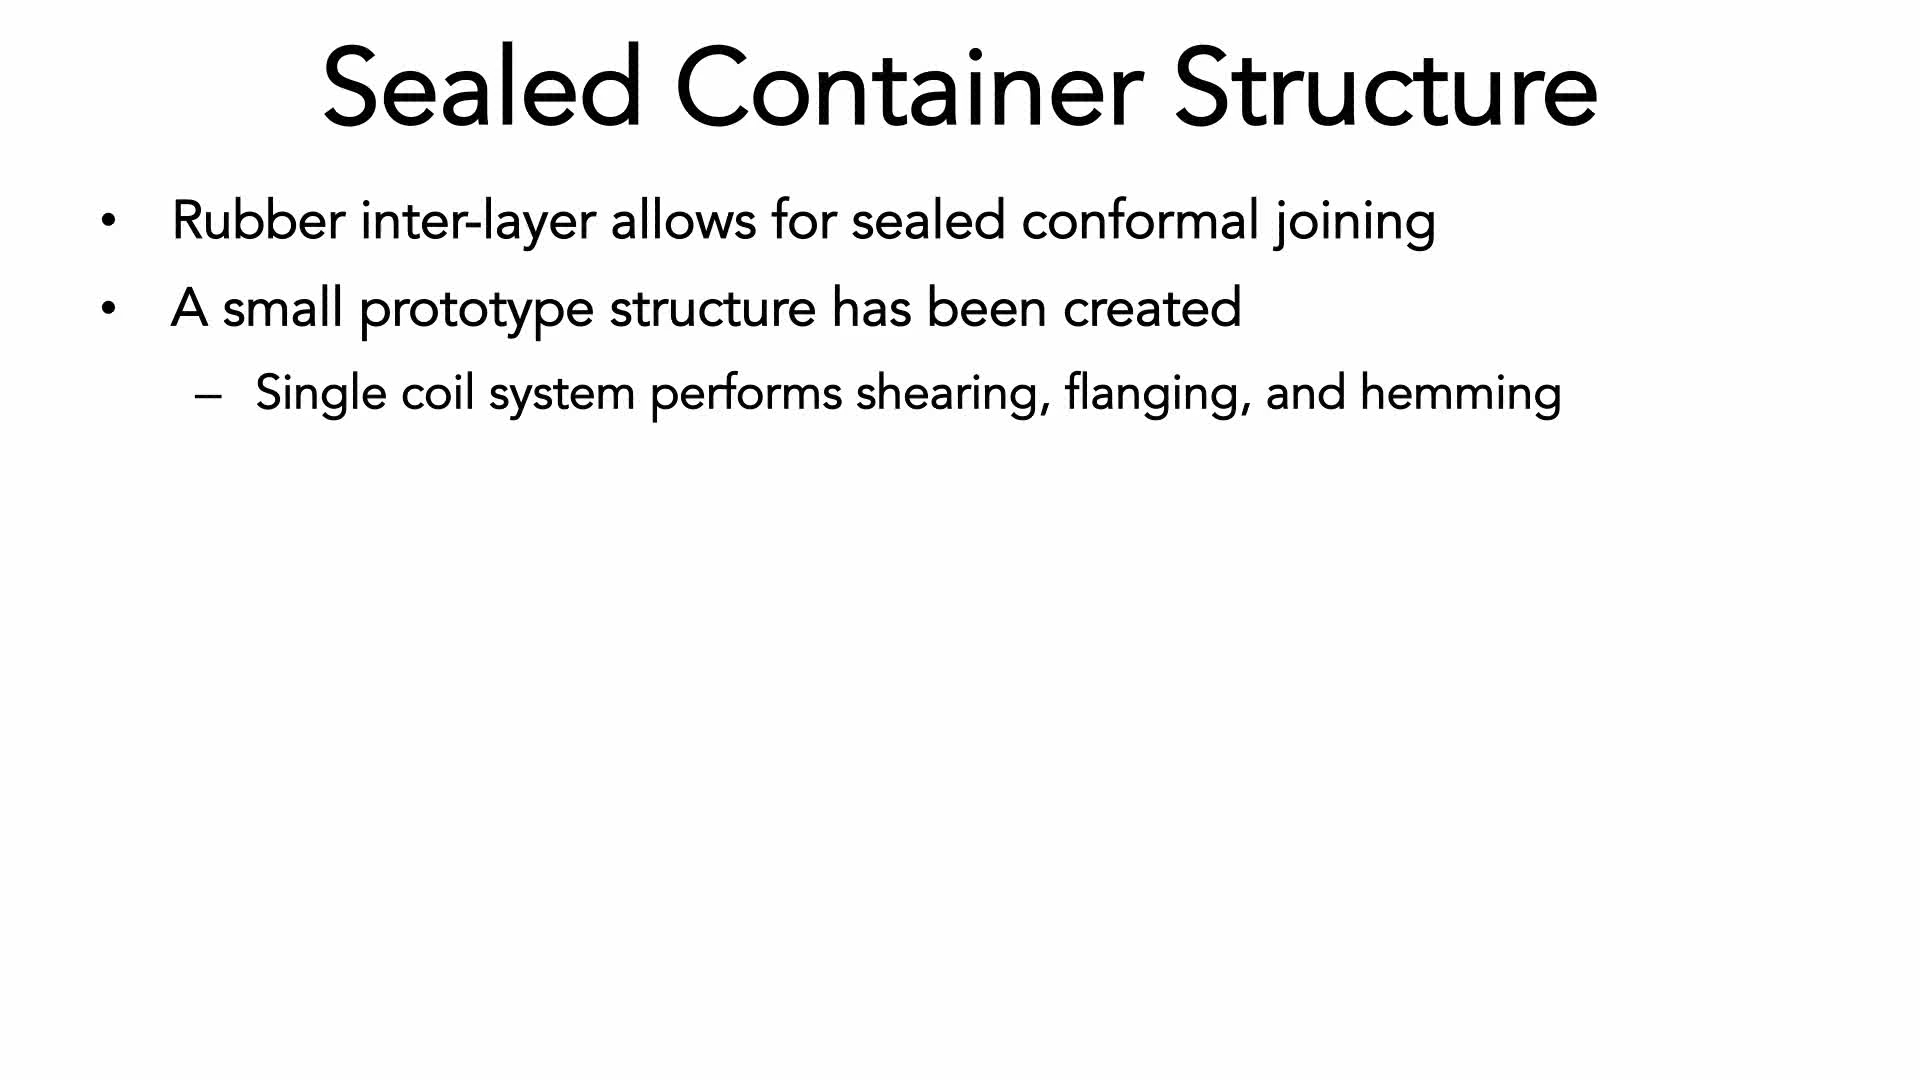 Sealed Container Structure
• Rubber inter-layer allows for sealed conformal joining
• A small prototype structure has been created
– Single coil system performs shearing, flanging, and hemming